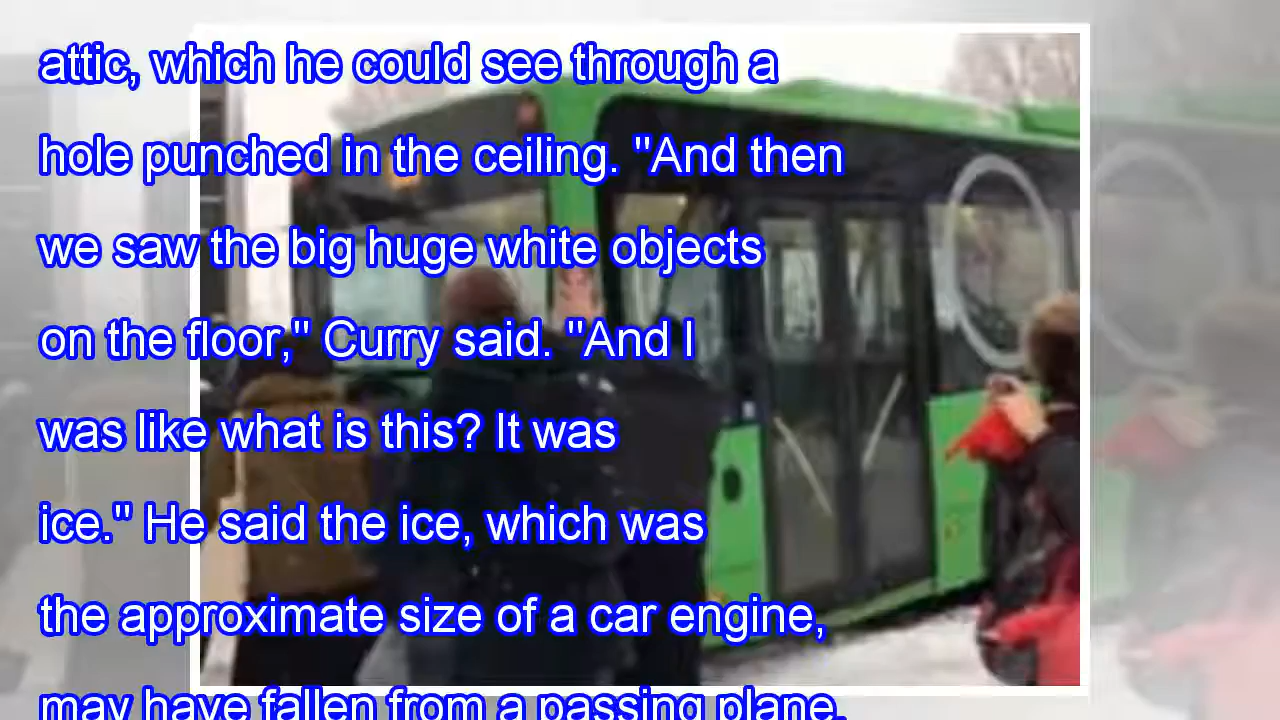 attic, which he could see through a
hole punched in the ceiling. "And then
we saw the big huge white objects
on the floor," Curry said. "And I
was like what is this? It was
ice." He said the ice, which was
the approximate size of a car engine,
may have fallen from a passing plane.